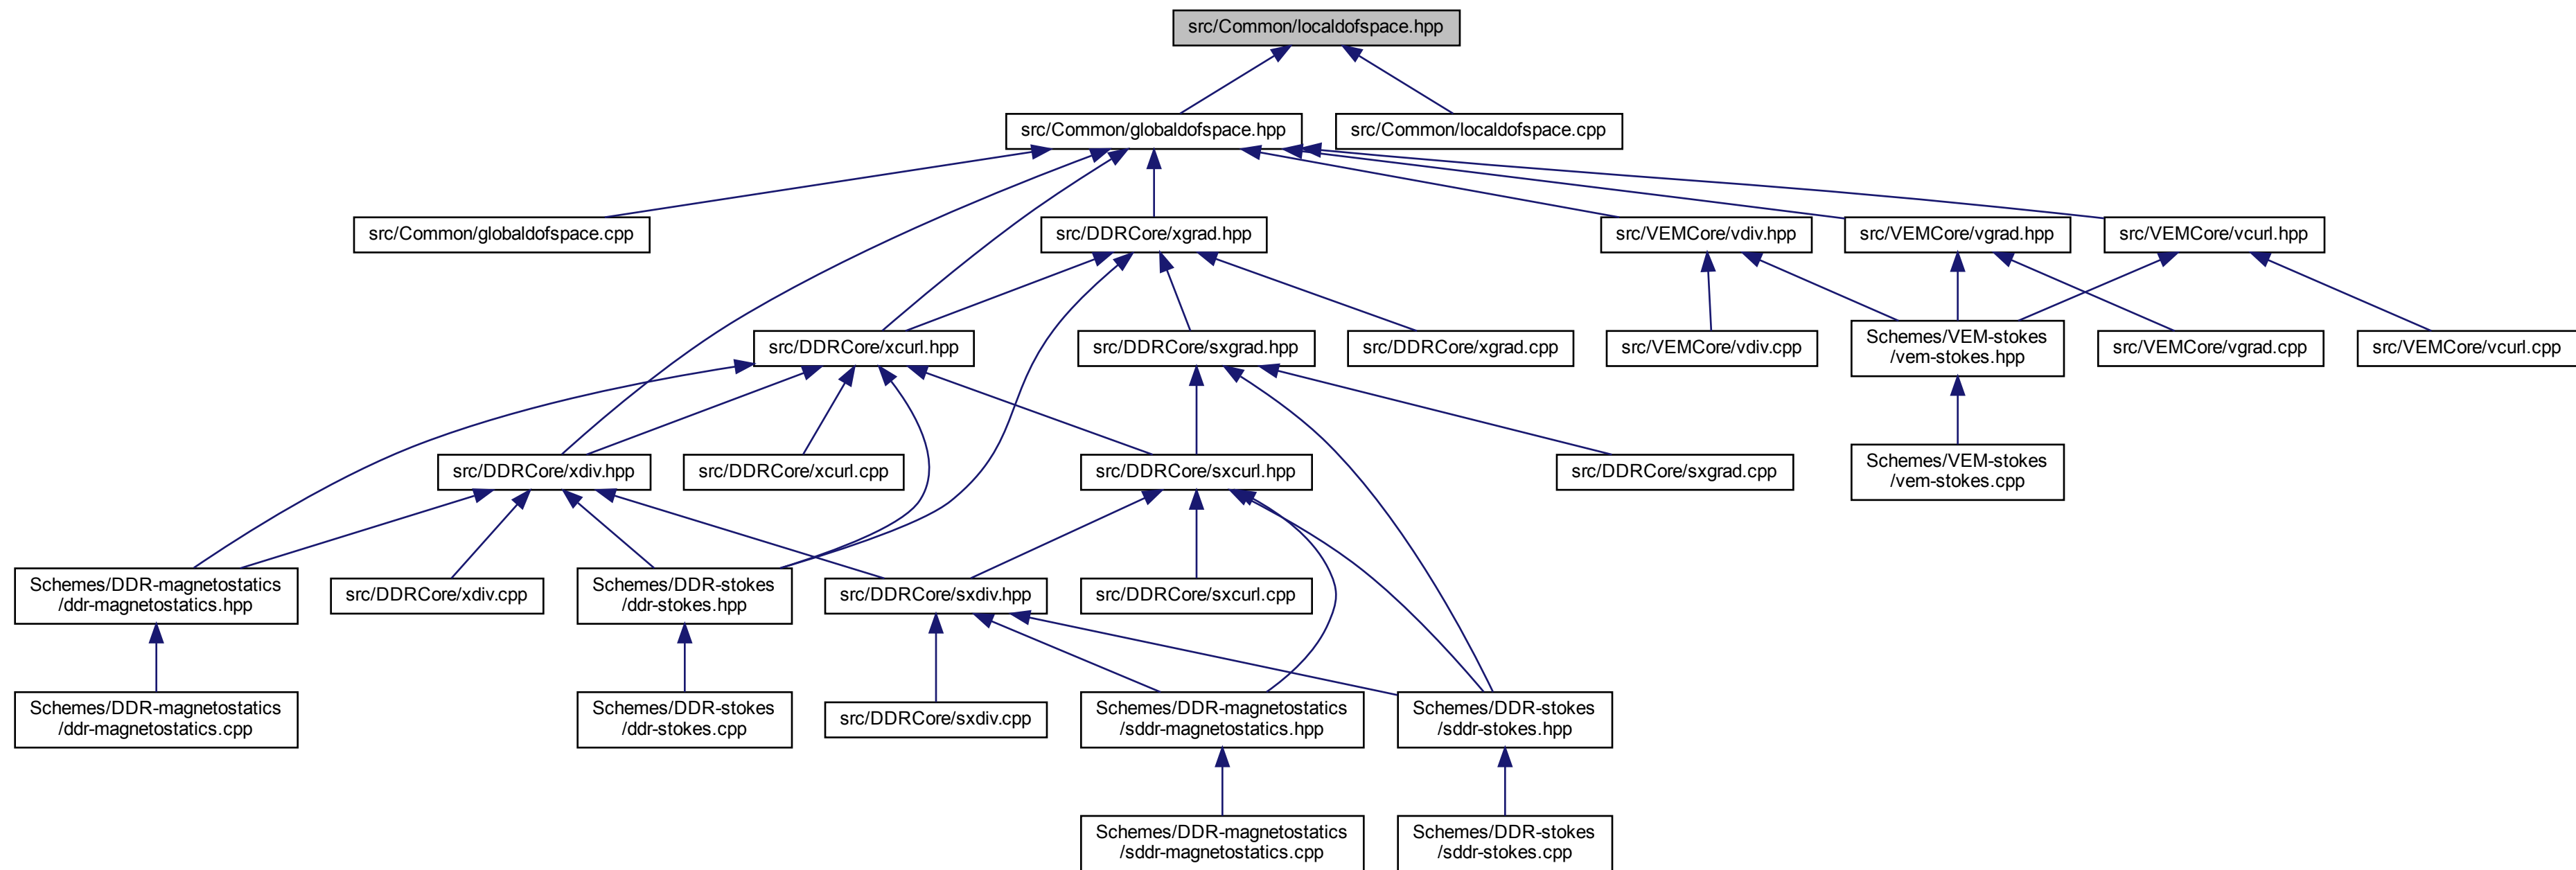 src/Common/localdofspace.hpp
src/Common/globaldofspace.hpp
src/Common/localdofspace.cpp
src/Common/globaldofspace.cpp
src/DDRCore/xgrad.hpp
src/VEMCore/vdiv.hpp
src/VEMCore/vgrad.hpp
src/VEMCore/vcurl.hpp
src/DDRCore/xcurl.hpp
src/DDRCore/sxgrad.hpp
src/DDRCore/xgrad.cpp
src/VEMCore/vdiv.cpp
Schemes/VEM-stokes
/vem-stokes.hpp
src/VEMCore/vgrad.cpp
src/VEMCore/vcurl.cpp
src/DDRCore/xdiv.hpp
src/DDRCore/xcurl.cpp
src/DDRCore/sxcurl.hpp
src/DDRCore/sxgrad.cpp
Schemes/VEM-stokes
/vem-stokes.cpp
Schemes/DDR-magnetostatics
/ddr-magnetostatics.hpp
src/DDRCore/xdiv.cpp
Schemes/DDR-stokes
/ddr-stokes.hpp
src/DDRCore/sxdiv.hpp
src/DDRCore/sxcurl.cpp
Schemes/DDR-magnetostatics
/ddr-magnetostatics.cpp
Schemes/DDR-stokes
/ddr-stokes.cpp
src/DDRCore/sxdiv.cpp
Schemes/DDR-magnetostatics
/sddr-magnetostatics.hpp
Schemes/DDR-stokes
/sddr-stokes.hpp
Schemes/DDR-magnetostatics
/sddr-magnetostatics.cpp
Schemes/DDR-stokes
/sddr-stokes.cpp